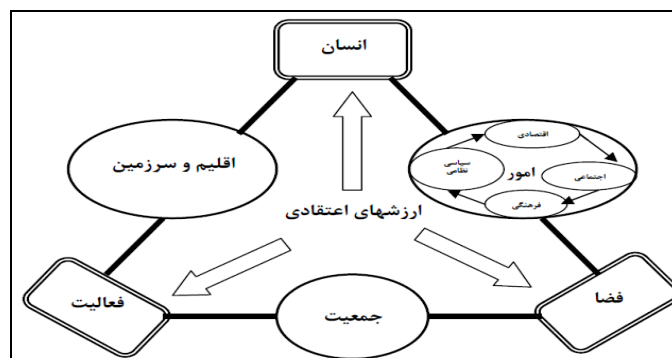 انسان
اقلیم و سرزمین
اقتصادی
سیاسی
نظامی
امور
اجتماعی
فرهنگی
ارزشهای اعتقادی
فعالیت
جمعیت
فضا